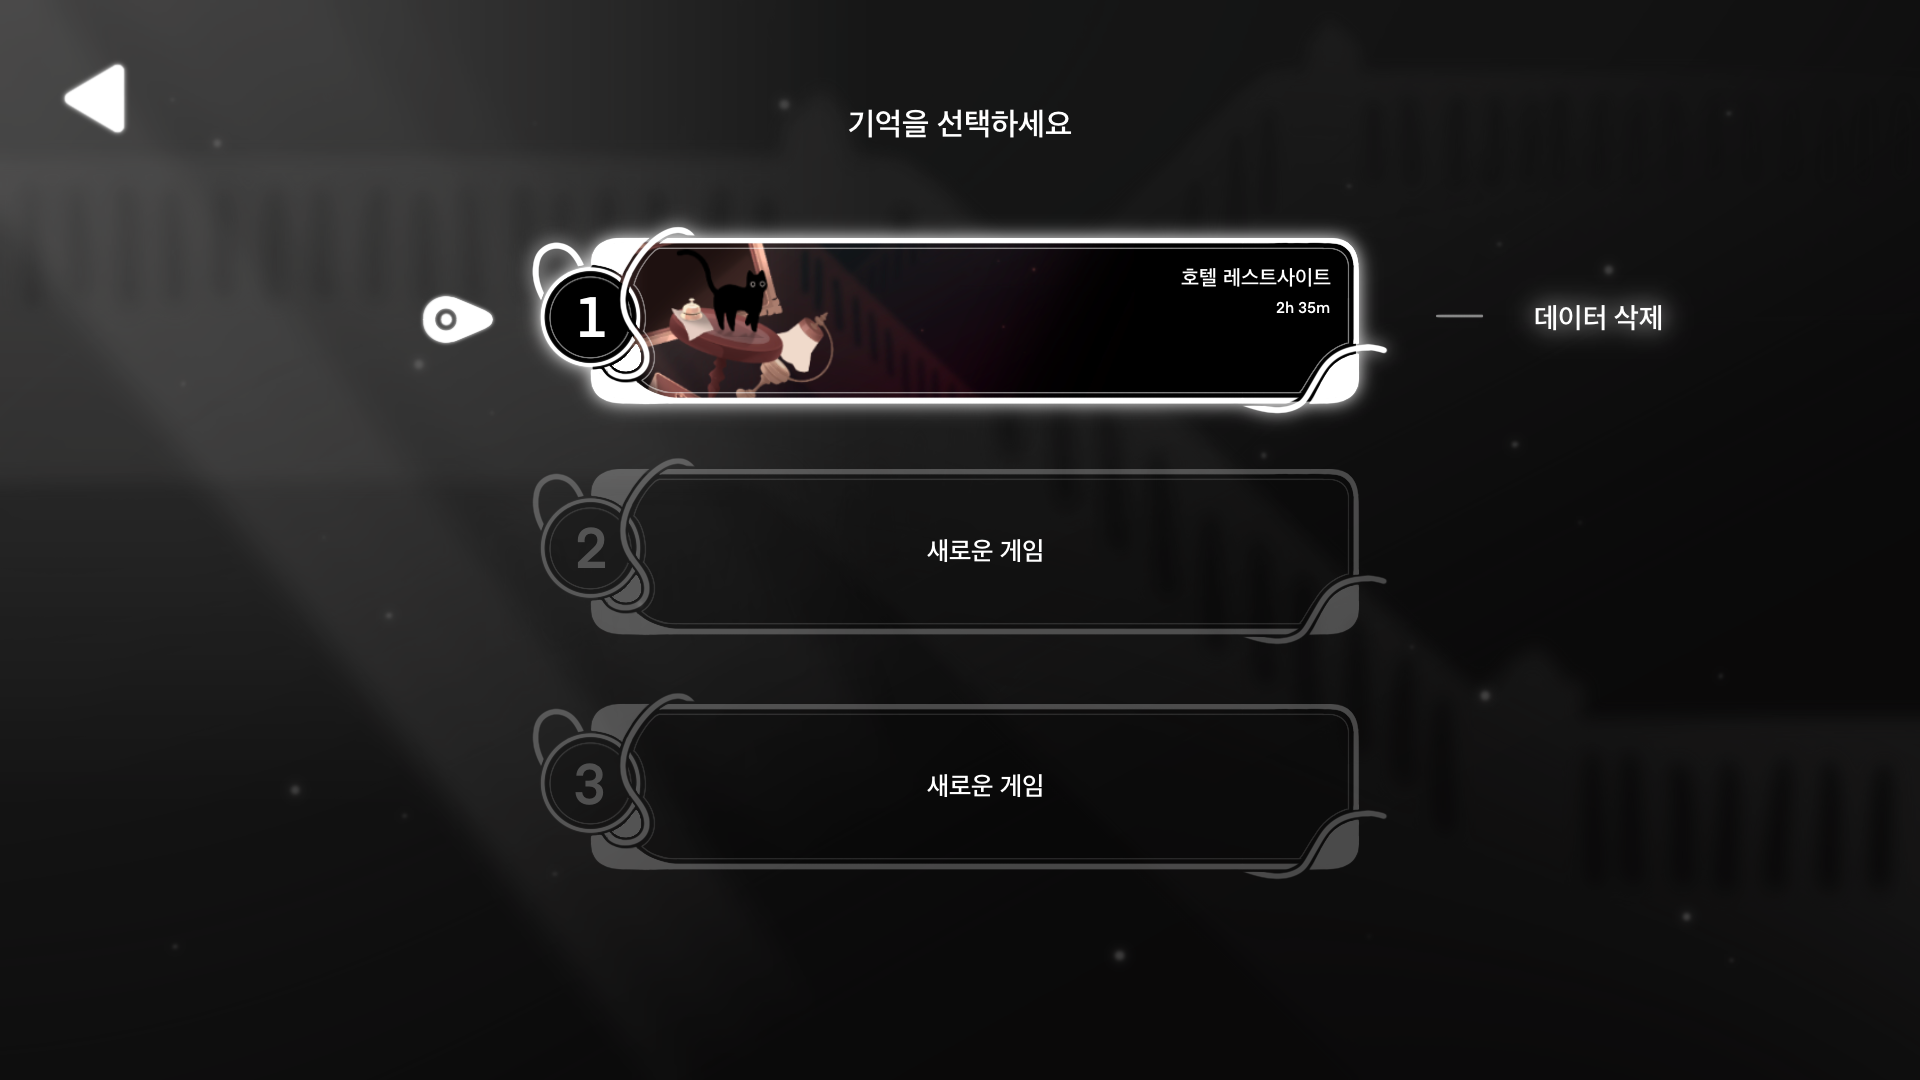 기억을 선택하세요
1
호텔 레스트사이트
2h 35m
데이터 삭제
2
새로운 게임
3
새로운 게임